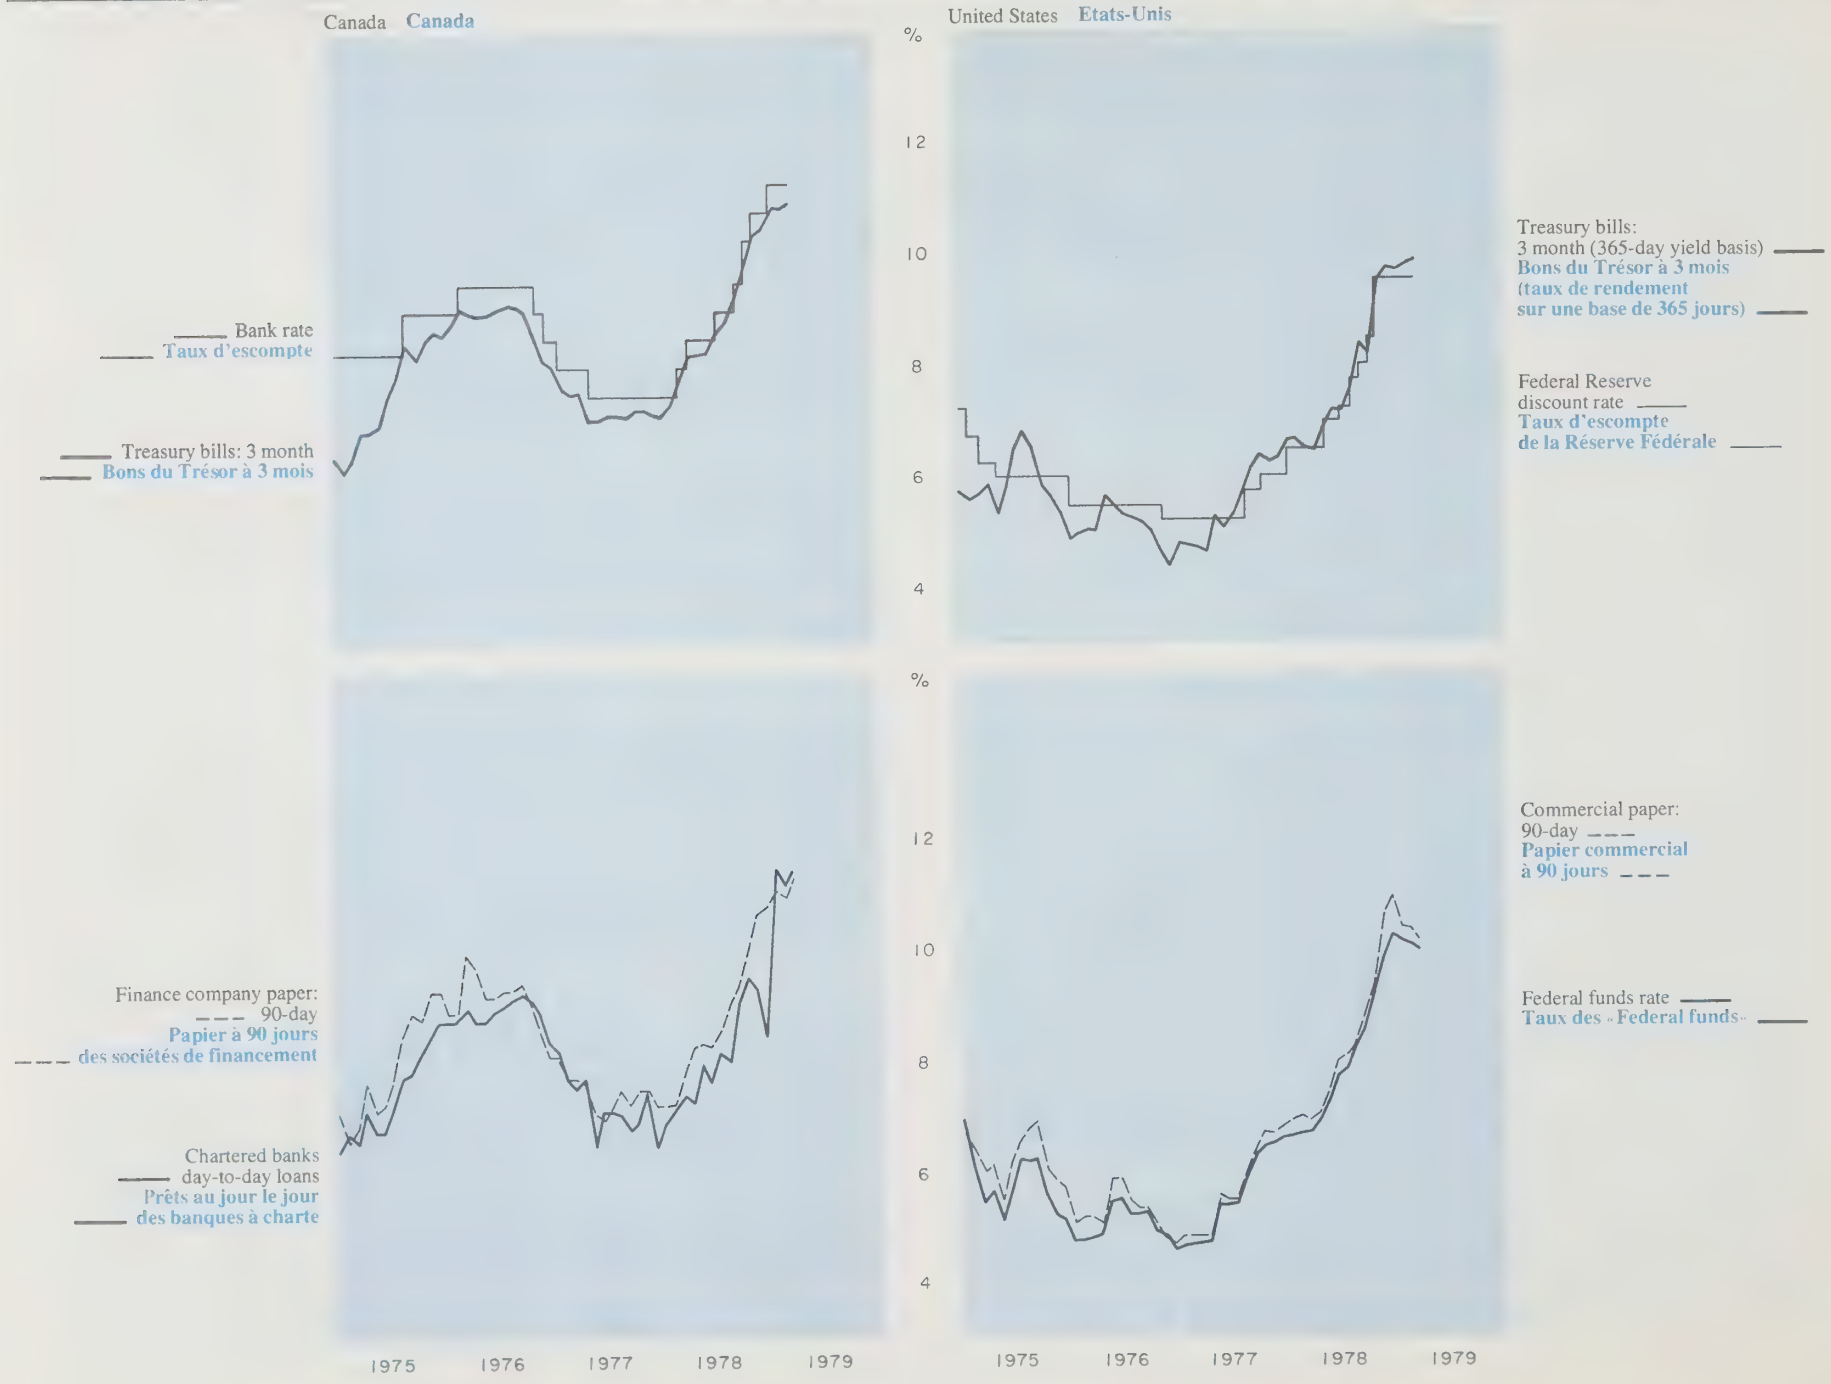 Canada Canada
United States Etats-Unis
%
12
10
8
6
4
Bank rate
Taux d'escompte
Treasury bills: 3 month
Bons du Trésor à 3 mois
Treasury bills:
3 month (365-day yield basis)
Bons du Trésor à 3 mois
(taux de rendement
sur une base de 365 jours)
Federal Reserve
discount rate
Taux d'escompte
de la Réserve Fédérale
%
12
10
8
6
4
Finance company paper:
90-day
Papier à 90 jours
des sociétés de financement
Chartered banks
day-to-day loans
Prêts au jour le jour
des banques à charte
Commercial paper:
90-day
Papier commercial
à 90 jours
Federal funds rate
Taux des «Federal funds»
1975 1976 1977 1978 1979
1975 1976 1977 1978 1979